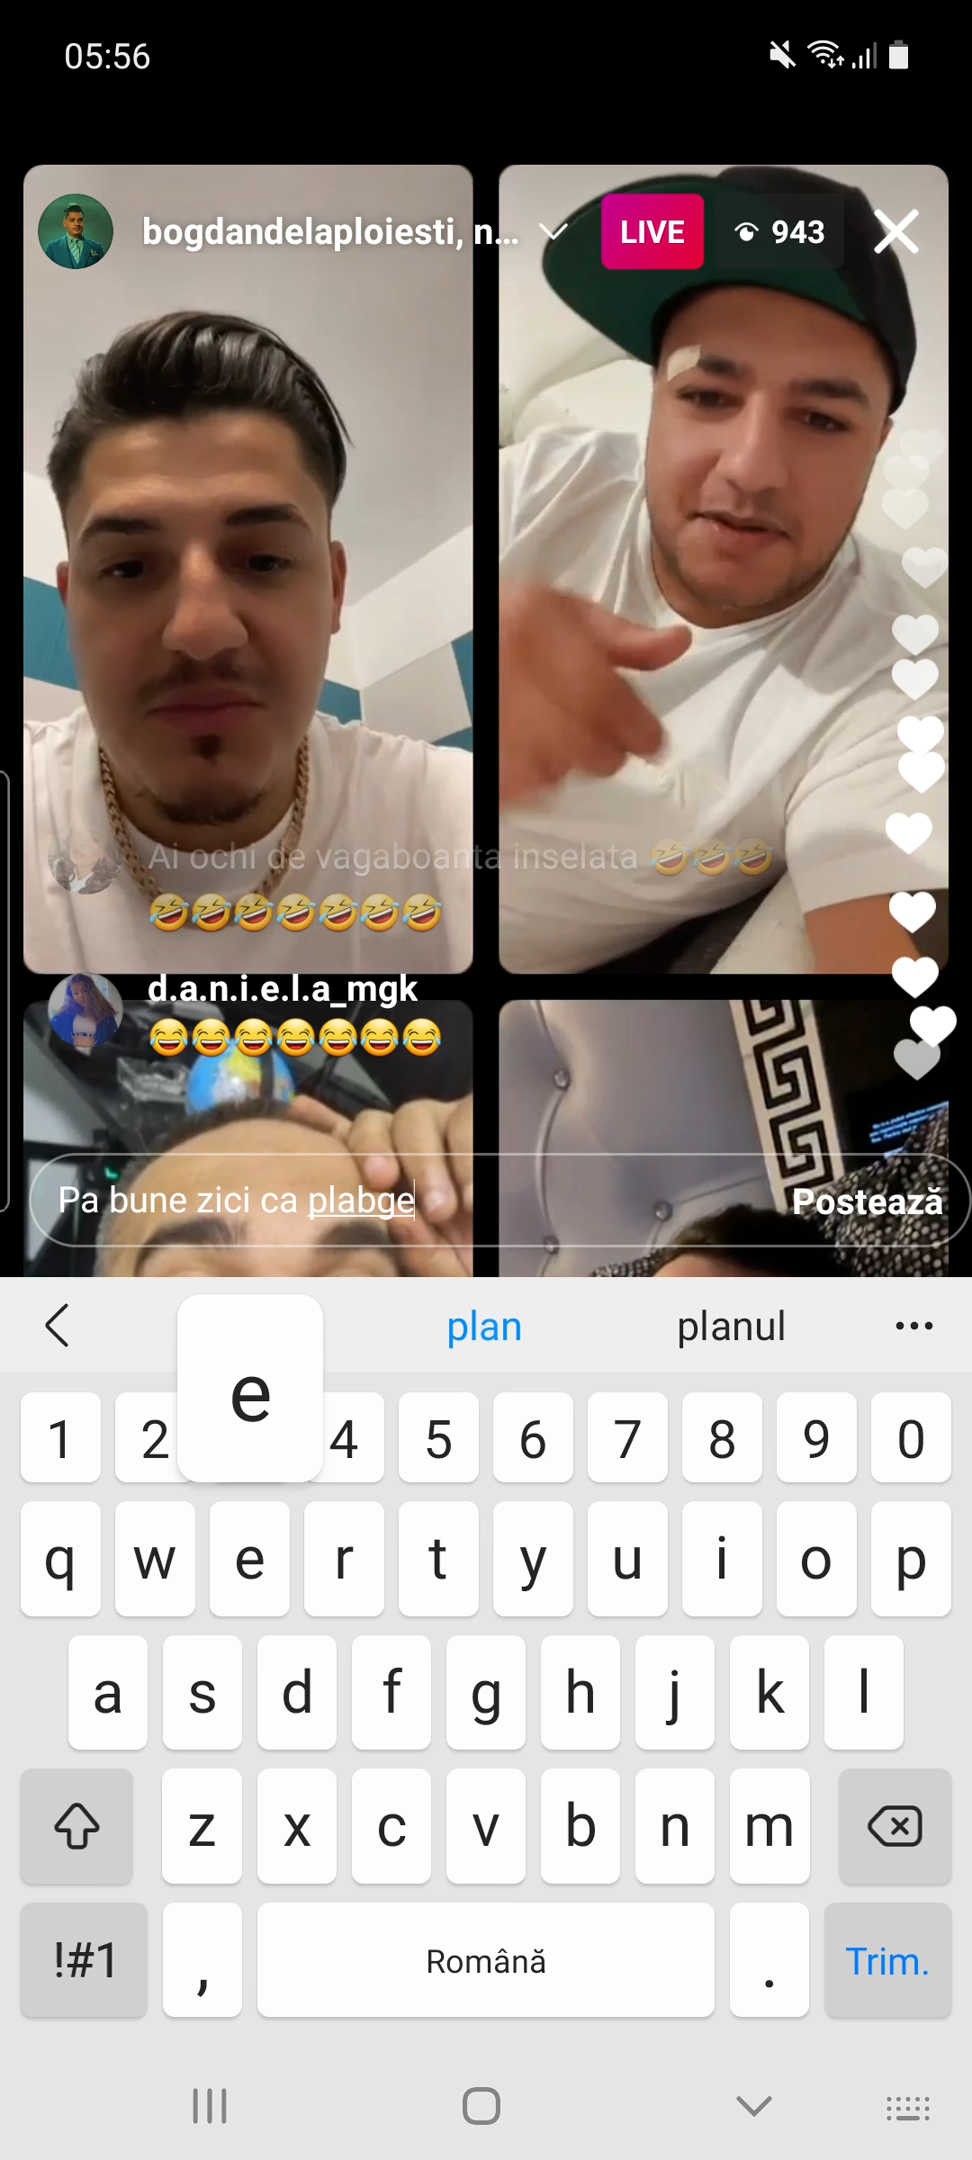 05:56
bogdandelaploiesti, n...
LIVE
943
Ai ochi de vagaboanta inselata 🤣🤣🤣
🤣🤣🤣🤣🤣🤣🤣
d.a.n.i.e.l.a_mgk
😂😂😂😂😂😂😂
Pa bune zici ca plabge
Postează
e
plan
planul
1 2 4 5 6 7 8 9 0
q w e r t y u i o p
a s d f g h j k l
z x c v b n m
!#1 , Română . Trim.